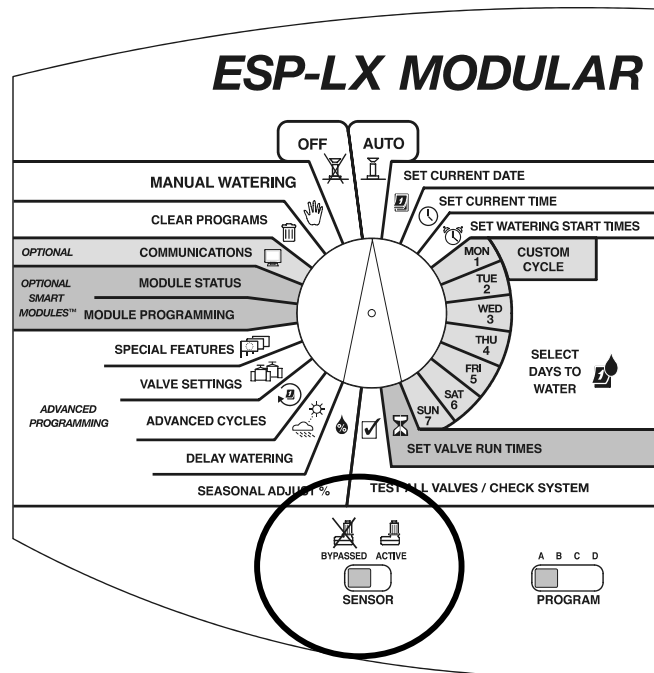 ESP-LX MODULAR
OFF
AUTO
MANUAL WATERING
CLEAR PROGRAMS
OPTIONAL
COMMUNICATIONS
OPTIONAL
SMART
MODULES™
MODULE STATUS
MODULE PROGRAMMING
SPECIAL FEATURES
VALVE SETTINGS
ADVANCED
PROGRAMMING
ADVANCED CYCLES
DELAY WATERING
SEASONAL ADJUST %
SET CURRENT DATE
SET CURRENT TIME
SET WATERING START TIMES
MON
1
CUSTOM
CYCLE
TUE
2
WED
3
THU
4
FRI
5
SAT
6
SUN
7
SELECT
DAYS TO
WATER
SET VALVE RUN TIMES
TEST ALL VALVES / CHECK SYSTEM
%
1
1
1
BYPASSED ACTIVE
SENSOR
A B C D
PROGRAM